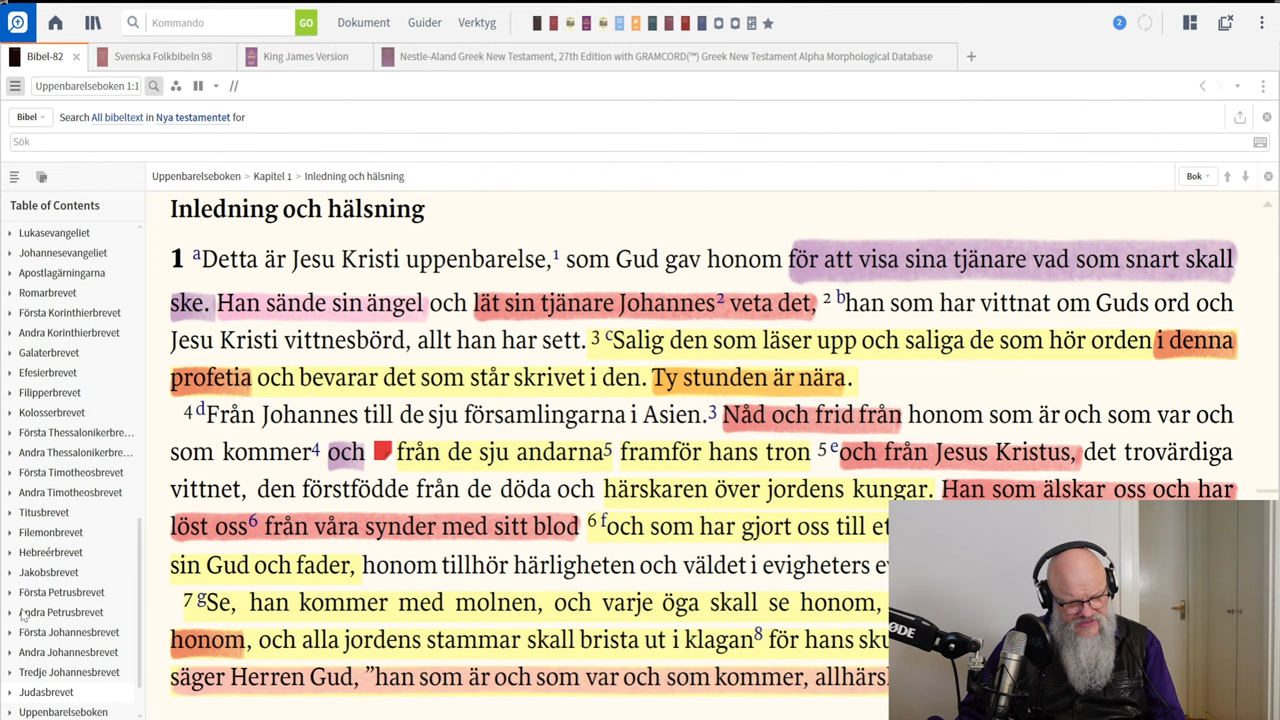 Kommando
GO
Dokument
Guider
Verktyg
2
Bibel-82
Svenska Folkbibeln 98
King James Version
Nestle-Aland Greek New Testament, 27th Edition with GRAMCORD(™) Greek New Testament Alpha Morphological Database
Uppenbarelseboken 1:1
Bibel
Search All bibeltext in Nya testamentet for
Sök
Uppenbarelseboken > Kapitel 1 > Inledning och hälsning
Bok
Table of Contents
Lukasevangeliet
Johannesevangeliet
Apostlagärningarna
Romarbrevet
Första Korinthierbrevet
Andra Korinthierbrevet
Galaterbrevet
Efesierbrevet
Filipperbrevet
Kolosserbrevet
Första Thessalonikerbre...
Andra Thessalonikerbre...
Första Timotheosbrevet
Andra Timotheosbrevet
Titusbrevet
Filemonbrevet
Hebreérbrevet
Jakobsbrevet
Första Petrusbrevet
Andra Petrusbrevet
Första Johannesbrevet
Andra Johannesbrevet
Tredje Johannesbrevet
Judasbrevet
Uppenbarelseboken
Inledning och hälsning
1 aDetta är Jesu Kristi uppenbarelse,1 som Gud gav honom för att visa sina tjänare vad som snart skall
ske. Han sände sin ängel och lät sin tjänare Johannes2 veta det, 2 bhan som har vittnat om Guds ord och
Jesu Kristi vittnesbörd, allt han har sett. 3 cSalig den som läser upp och saliga de som hör orden i denna
profetia och bevarar det som står skrivet i den. Ty stunden är nära.
4 dFrån Johannes till de sju församlingarna i Asien.3 Nåd och frid från honom som är och som var och
som kommer4 och från de sju andarna5 framför hans tron 5 eoch från Jesus Kristus, det trovärdiga
vittnet, den förstfödde från de döda och härskaren över jordens kungar. Han som älskar oss och har
löst oss6 från våra synder med sitt blod 6 foch som har gjort oss till
sin Gud och fader, honom tillhör härligheten och väldet i evigheters
7 gSe, han kommer med molnen, och varje öga skall se honom,
honom, och alla jordens stammar skall brista ut i klagan8 för hans
säger Herren Gud, ”han som är och som var och som kommer,
RØDE